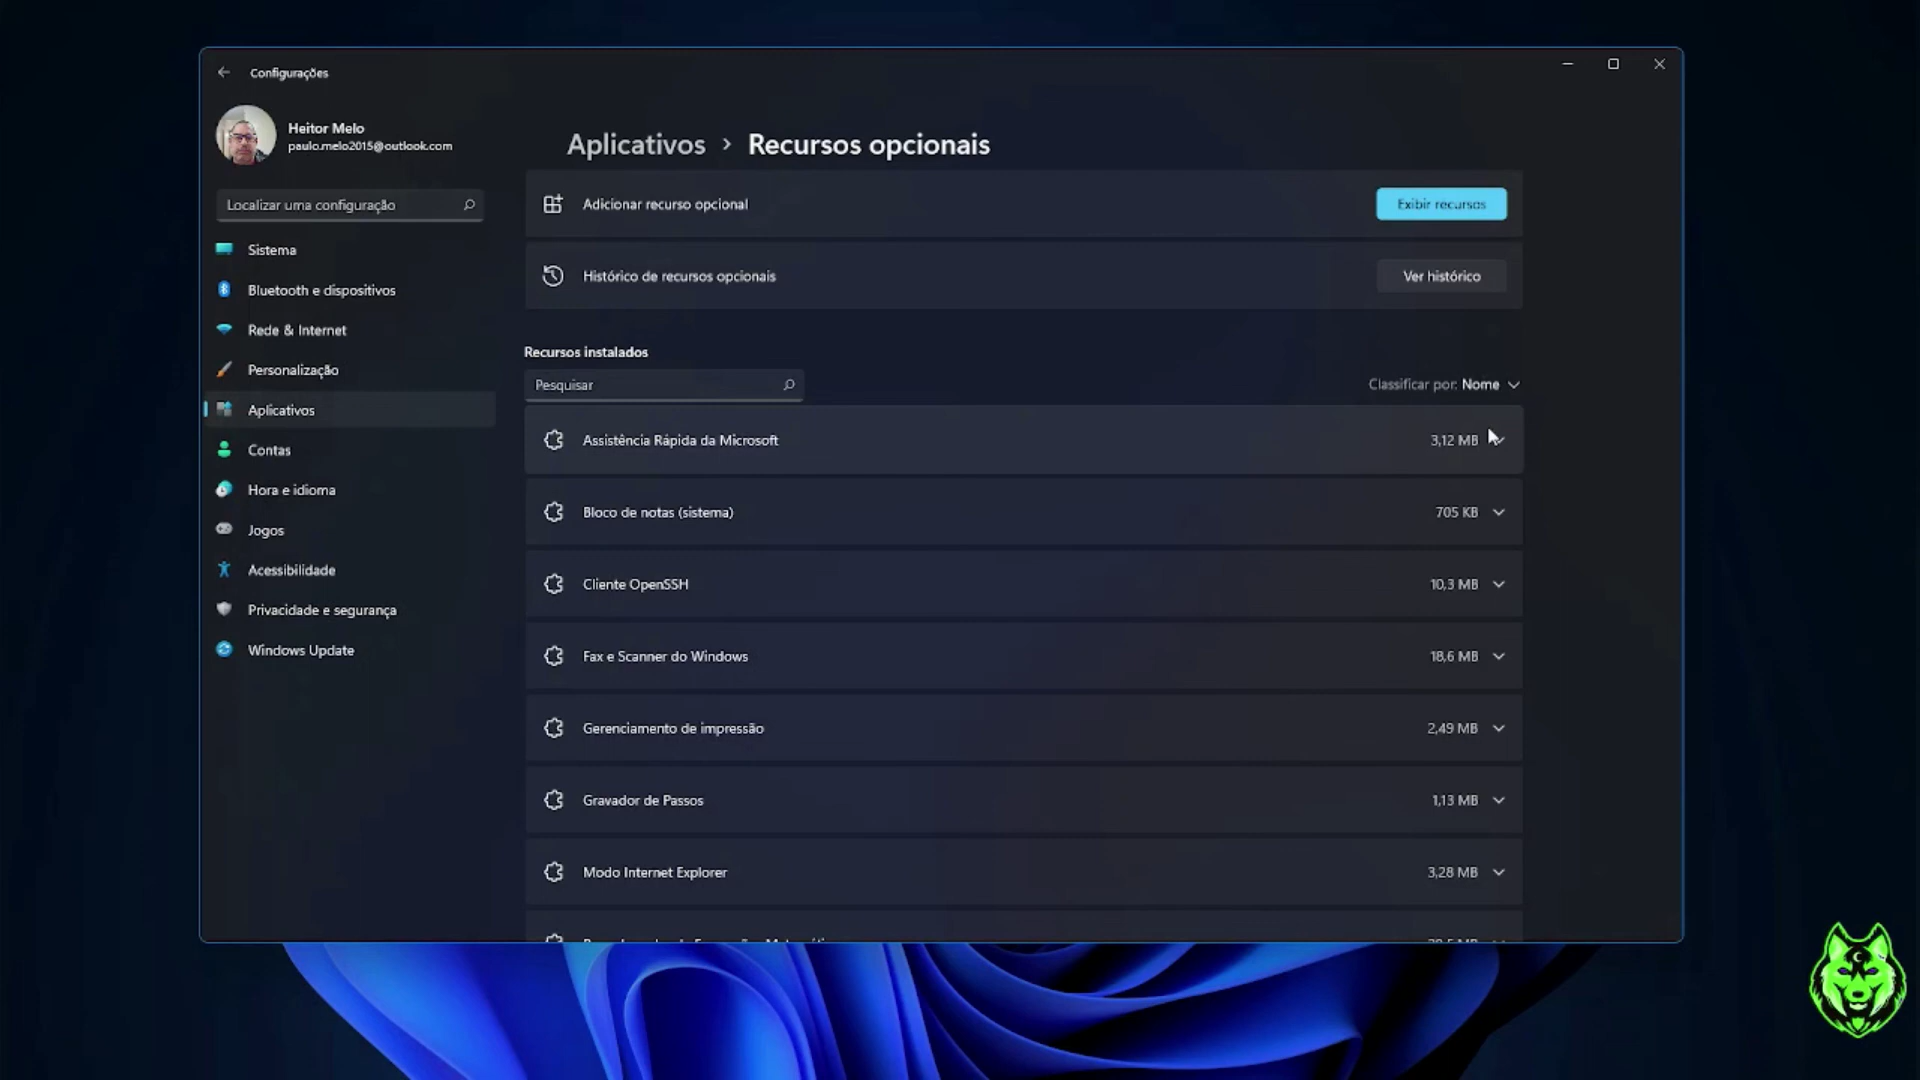 Configurações
Heitor Melo
paulo.melo2015@outlook.com
Localizar uma configuração
Sistema
Bluetooth e dispositivos
Rede & Internet
Personalização
Aplicativos
Contas
Hora e idioma
Jogos
Acessibilidade
Privacidade e segurança
Windows Update
Aplicativos > Recursos opcionais
Adicionar recurso opcional
Exibir recursos
Histórico de recursos opcionais
Ver histórico
Recursos instalados
Pesquisar
Classificar por: Nome
Assistência Rápida da Microsoft 3,12 MB
Bloco de notas (sistema) 705 KB
Cliente OpenSSH 10,3 MB
Fax e Scanner do Windows 18,6 MB
Gerenciamento de impressão 2,49 MB
Gravador de Passos 1,13 MB
Modo Internet Explorer 3,28 MB